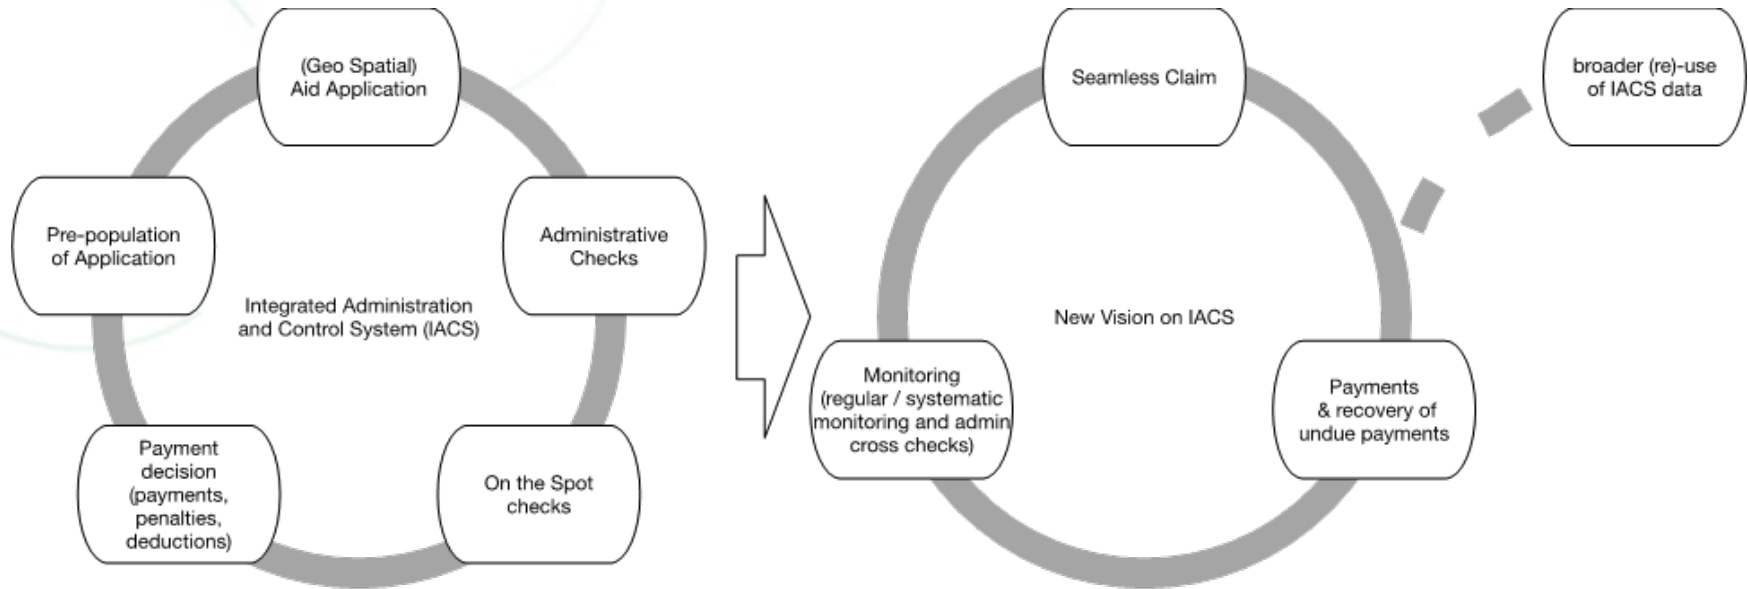 (Geo Spatial)
Aid Application
Pre-population
of Application
Administrative
Checks
Integrated Administration
and Control System (IACS)
Payment
decision
(payments,
penalties,
deductions)
On the Spot
checks
Seamless Claim
broader (re)-use
of IACS data
New Vision on IACS
Monitoring
(regular / systematic
monitoring and admin
cross checks)
Payments
& recovery of
undue payments